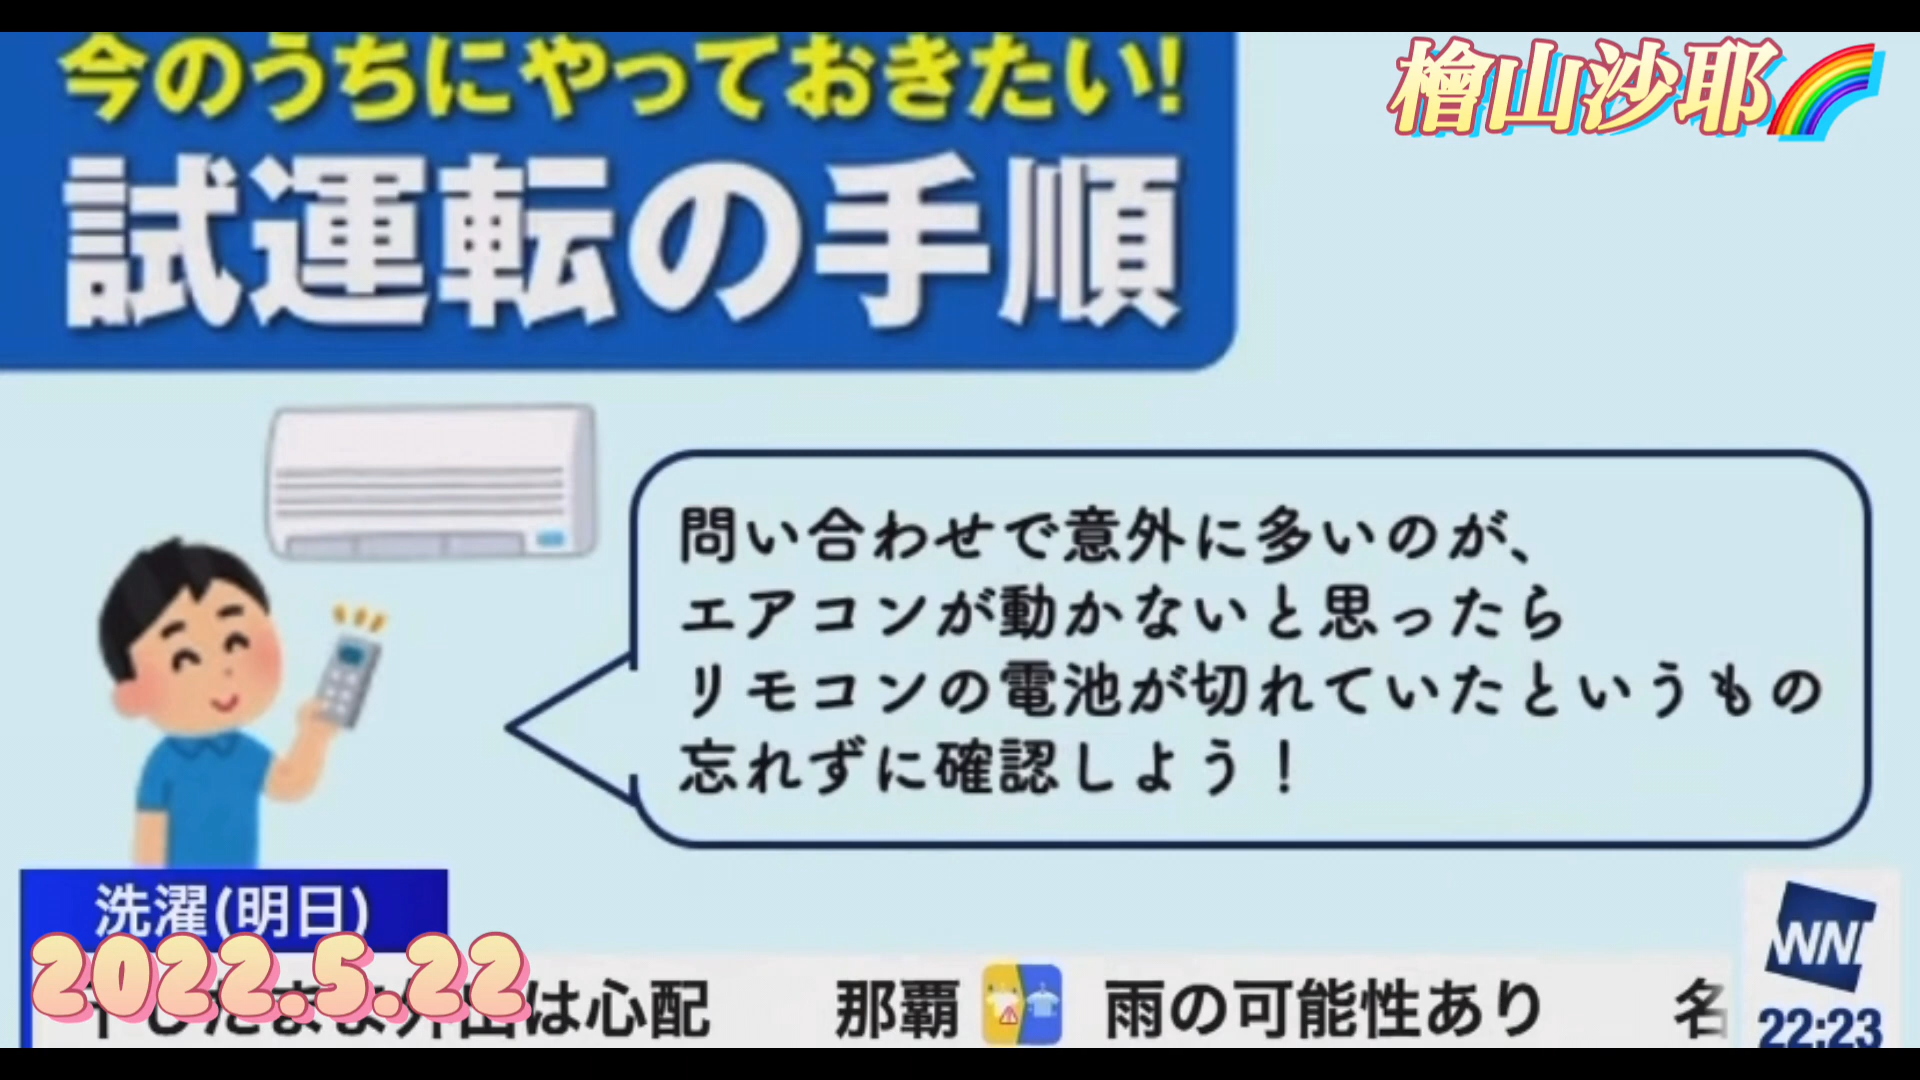 今のうちにやっておきたい!
檜山沙耶
試運転の手順
問い合わせで意外に多いのが、
エアコンが動かないと思ったら
リモコンの電池が切れていたというもの
忘れずに確認しよう！
洗濯(明日)
WNI
2022.5.22
は心配 那覇 雨の可能性あり 名
22:23